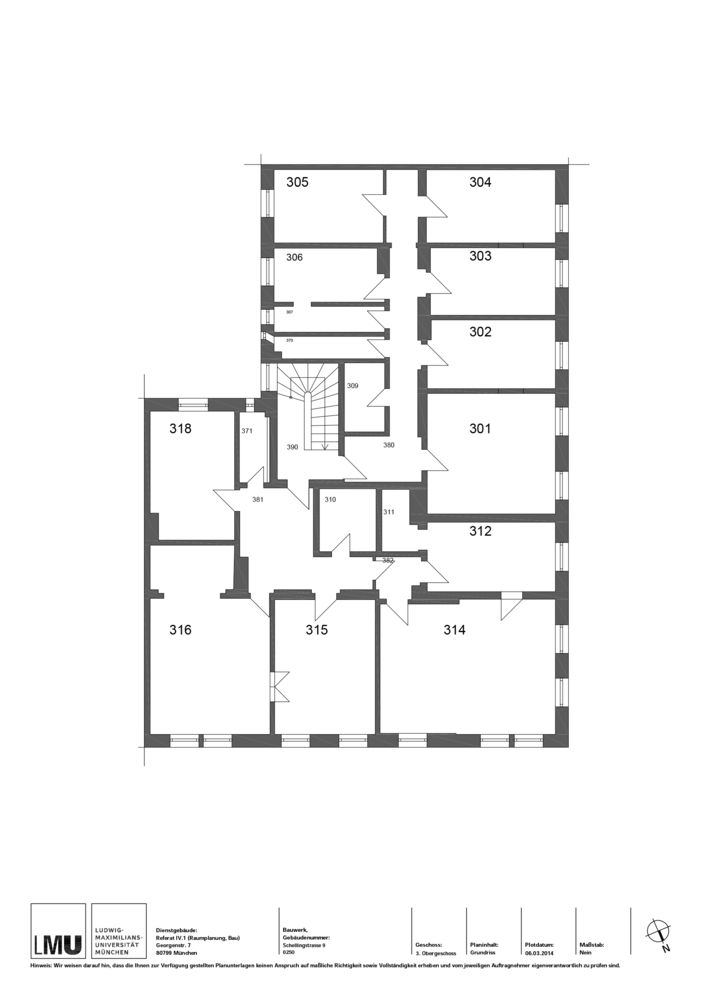 305
304
306
303
307
302
370
309
318
371
301
390
380
381
310
311
312
382
316
315
314
LMU
LUDWIG-
MAXIMILIANS-
UNIVERSITÄT
MÜNCHEN
Dienstgebäude:
Referat IV.1 (Raumplanung, Bau)
Georgenstr. 7
80799 München
Bauwerk,
Gebäudenummer:
Schellingstrasse 9
0250
Geschoss:
3. Obergeschoss
Planinhalt:
Grundriss
Plotdatum:
06.03.2014
Maßstab:
Nein
N
Hinweis: Wir weisen darauf hin, dass die Ihnen zur Verfügung gestellten Planunterlagen keinen Anspruch auf maßliche Richtigkeit sowie Vollständigkeit erheben und vom jeweiligen Auftragnehmer eigenverantwortlich zu prüfen sind.